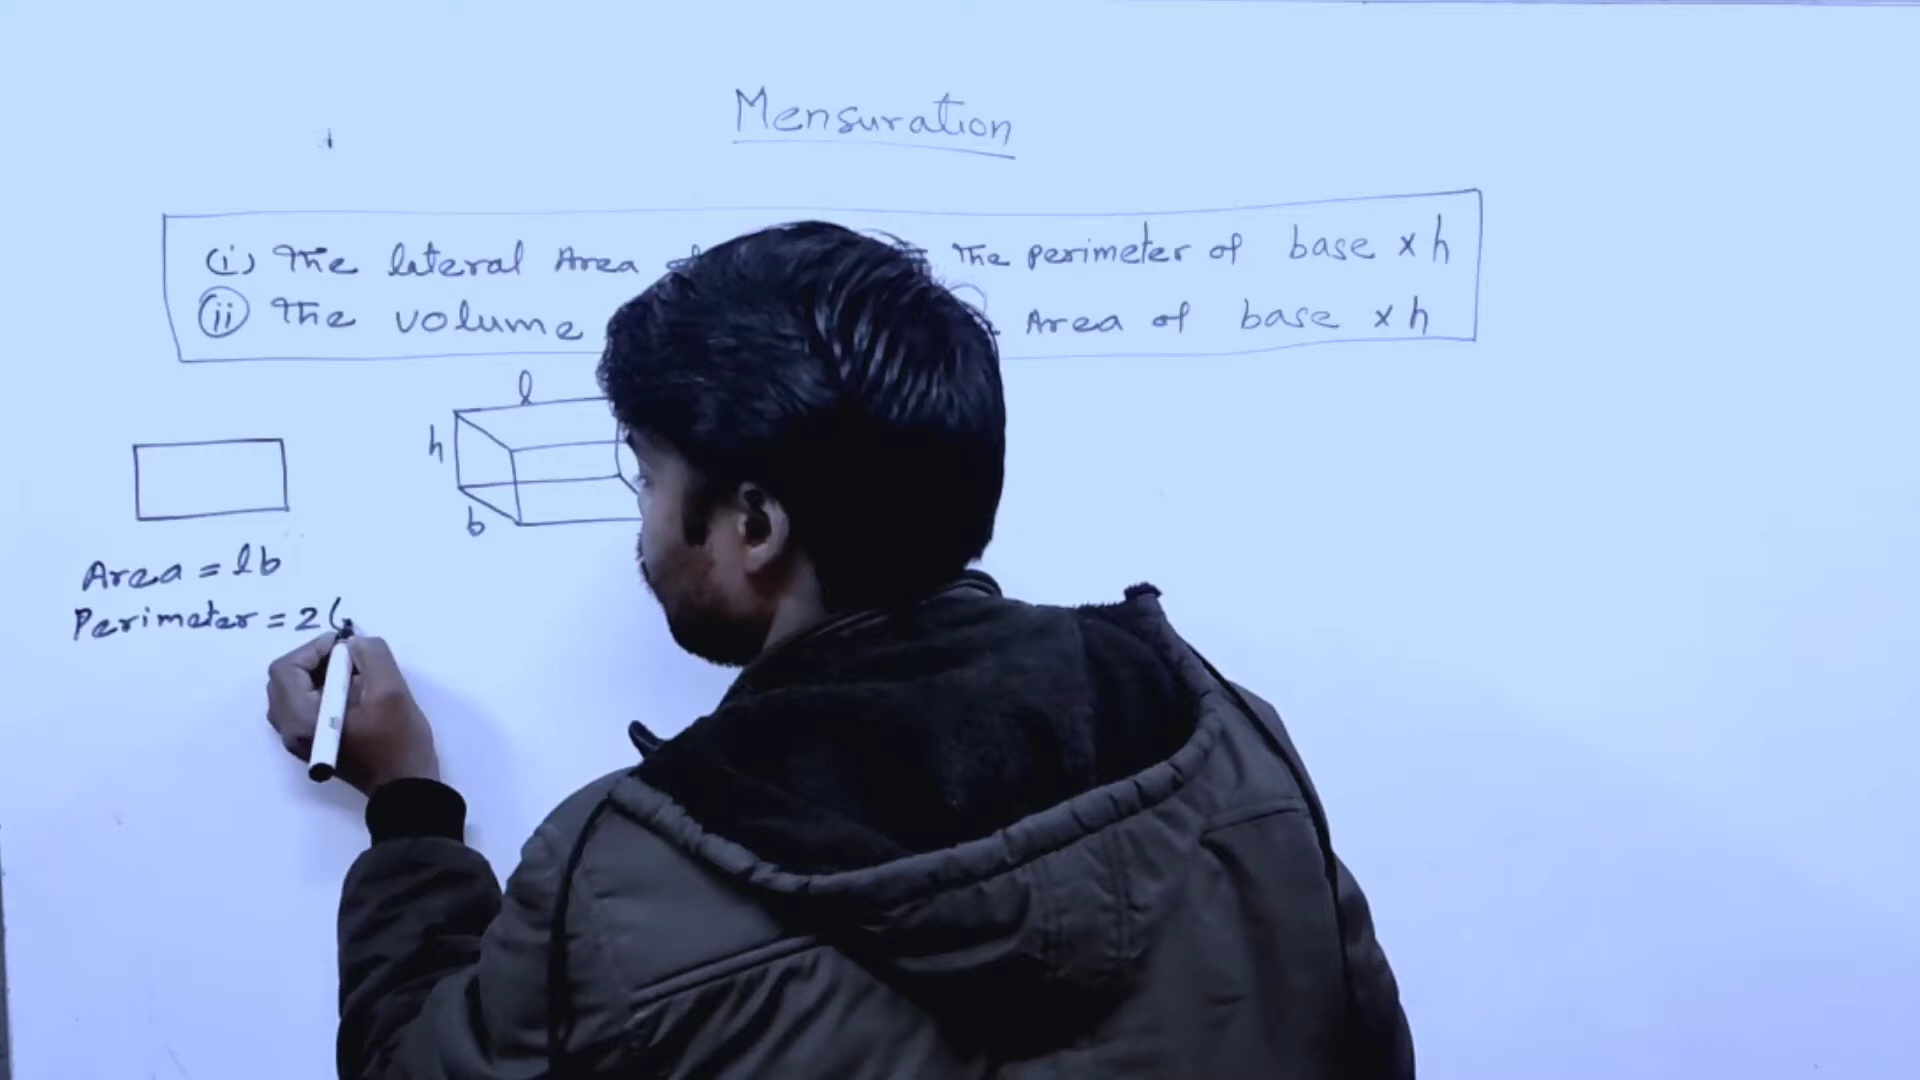 Mensuration
(i) The lateral Area = The perimeter of base × h
(ii) The volume Area of base × h
l
h
b
Area = lb
Perimeter = 2(